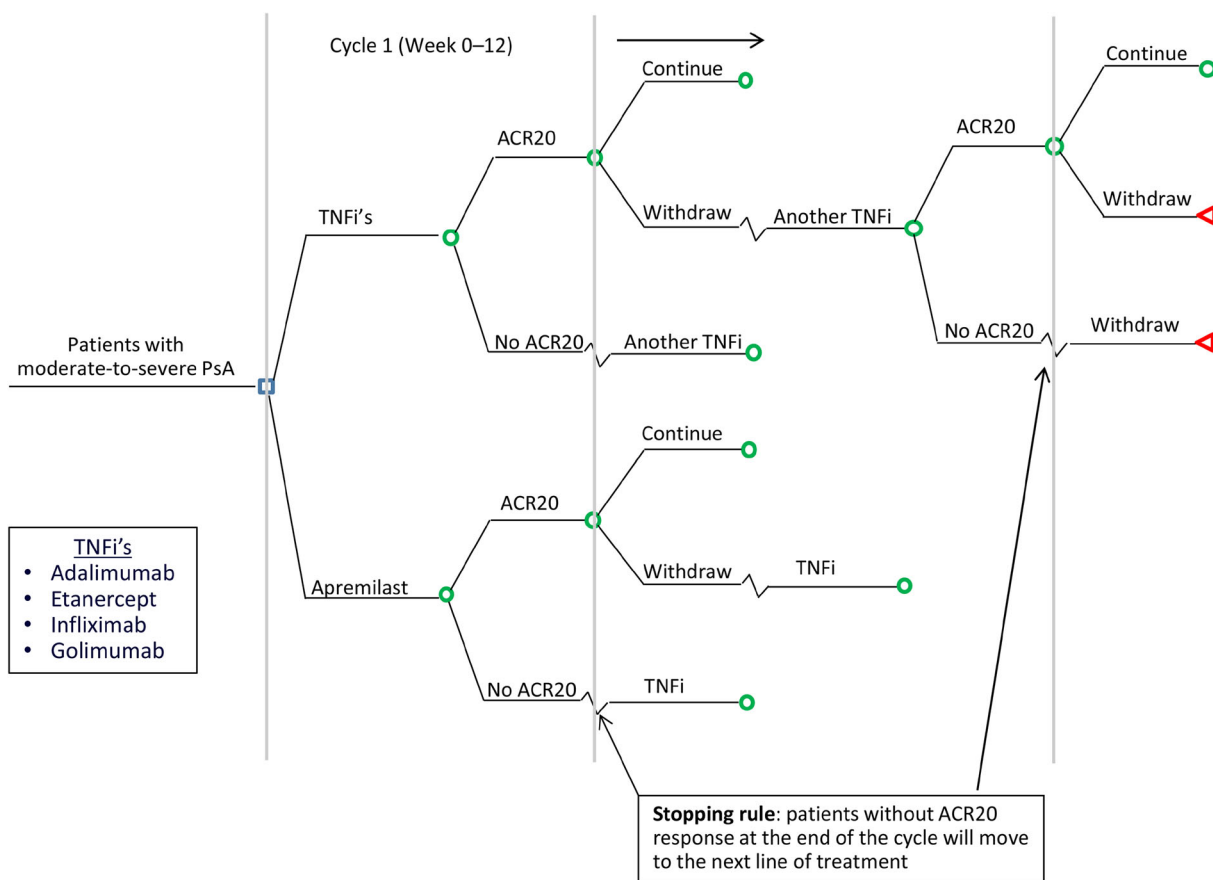 Cycle 1 (Week 0–12)
Continue
Continue
ACR20
ACR20
TNFi's
Withdraw
Another TNFi
Withdraw
No ACR20
Another TNFi
No ACR20
Withdraw
Patients with
moderate-to-severe PsA
Continue
ACR20
TNFi's
• Adalimumab
• Etanercept
• Infliximab
• Golimumab
Apremilast
Withdraw
TNFi
No ACR20
TNFi
Stopping rule: patients without ACR20
response at the end of the cycle will move
to the next line of treatment